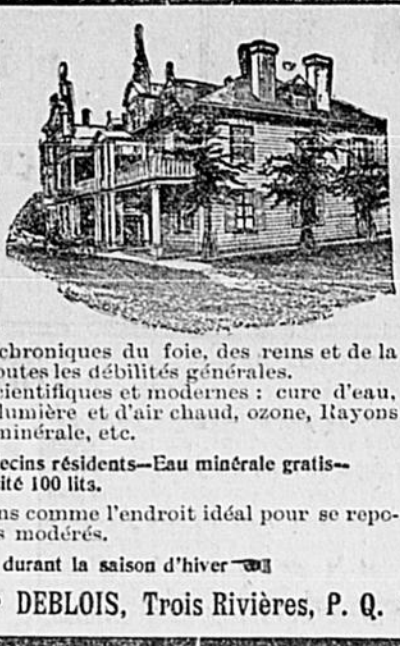 chroniques du foie, des reins et de la
outes les débilités générales.
cientifiques et modernes : cure d'eau,
lumière et d'air chaud, ozone, Rayons
minérale, etc.
ecins résidents—Eau minérale gratis—
ité 100 lits.
ns comme l'endroit idéal pour se repo-
s modérés.
durant la saison d'hiver
DEBLOIS, Trois Rivières, P. Q.